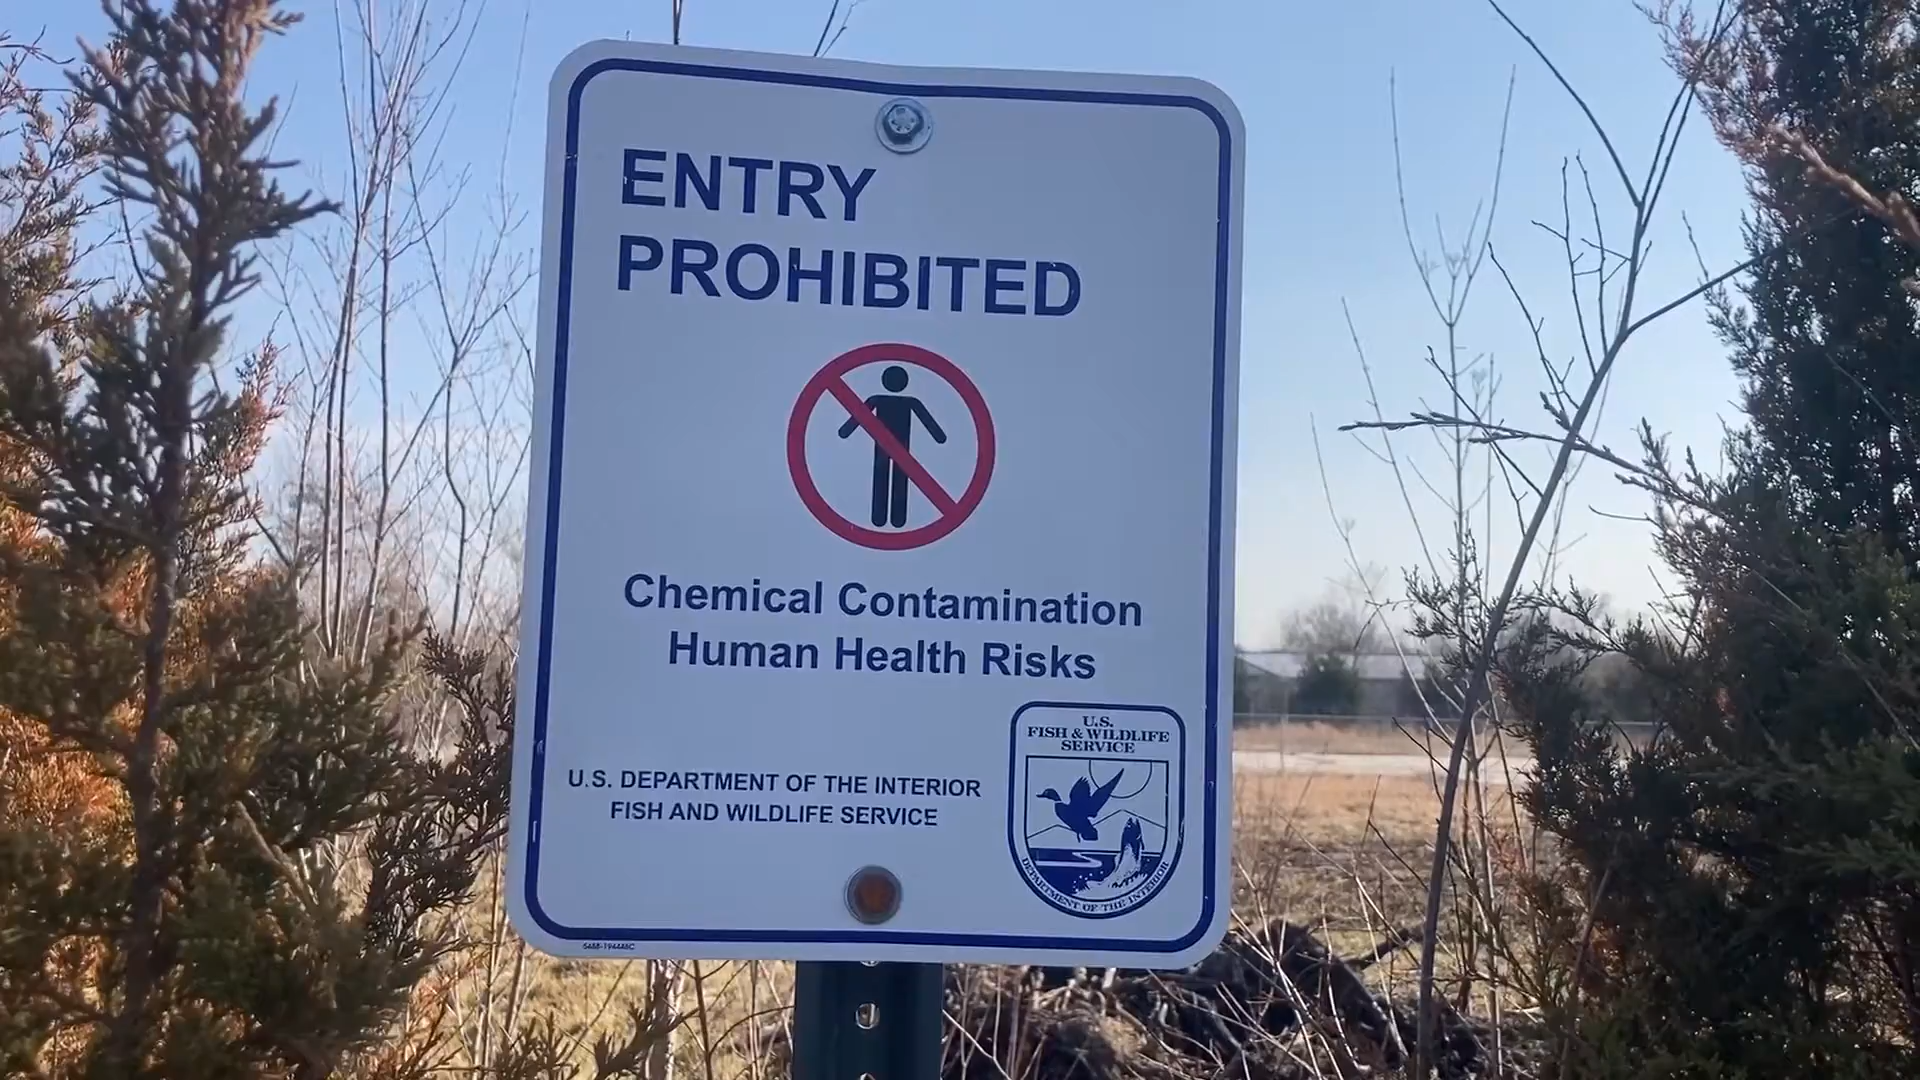 ENTRY
PROHIBITED
Chemical Contamination
Human Health Risks
U.S. DEPARTMENT OF THE INTERIOR
FISH AND WILDLIFE SERVICE
U.S.
FISH & WILDLIFE
SERVICE
DEPARTMENT OF THE INTERIOR